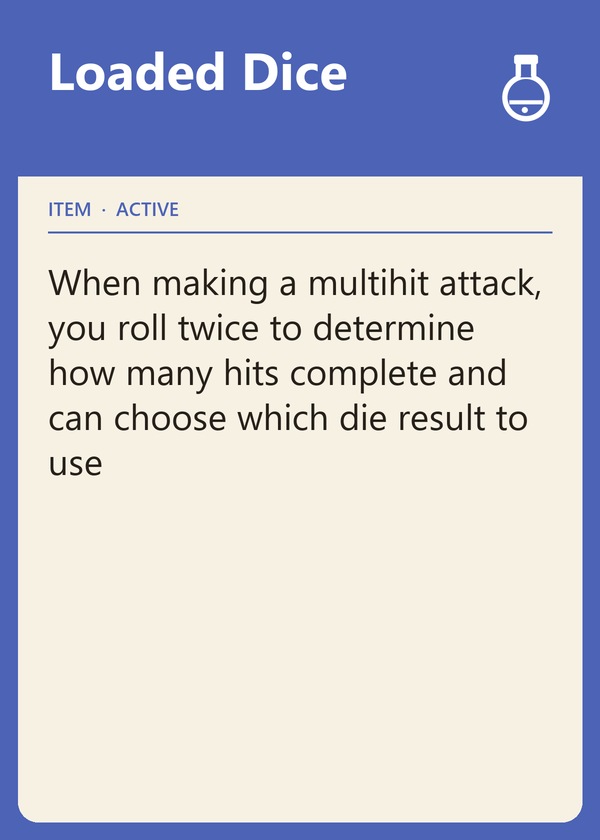 Loaded Dice
ITEM · ACTIVE
When making a multihit attack,
you roll twice to determine
how many hits complete and
can choose which die result to
use